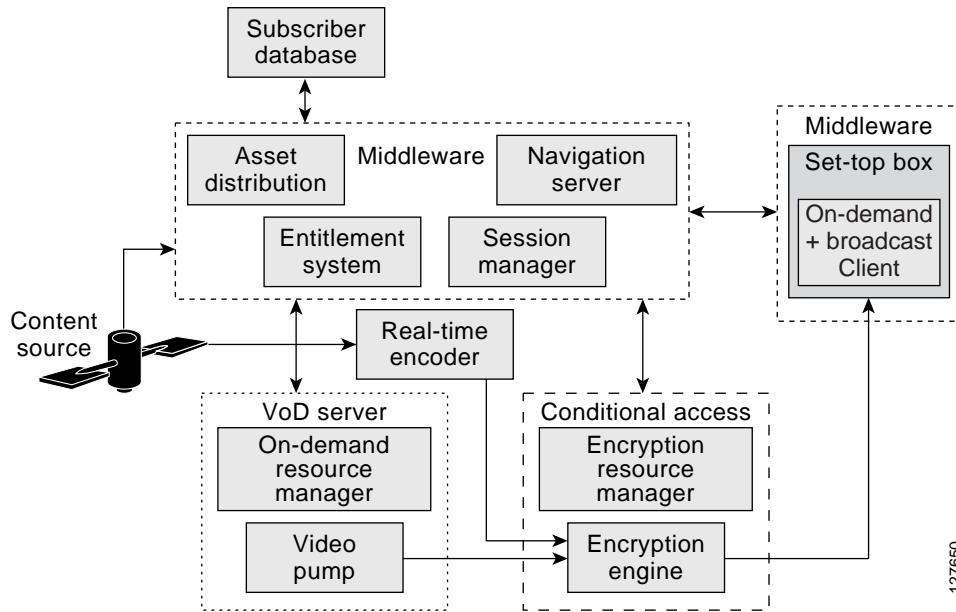 Subscriber
database
Middleware
Asset
distribution
Navigation
server
Entitlement
system
Session
manager
Middleware
Set-top box
On-demand
+ broadcast
Client
Content
source
Real-time
encoder
VoD server
On-demand
resource
manager
Video
pump
Conditional access
Encryption
resource
manager
Encryption
engine
127650